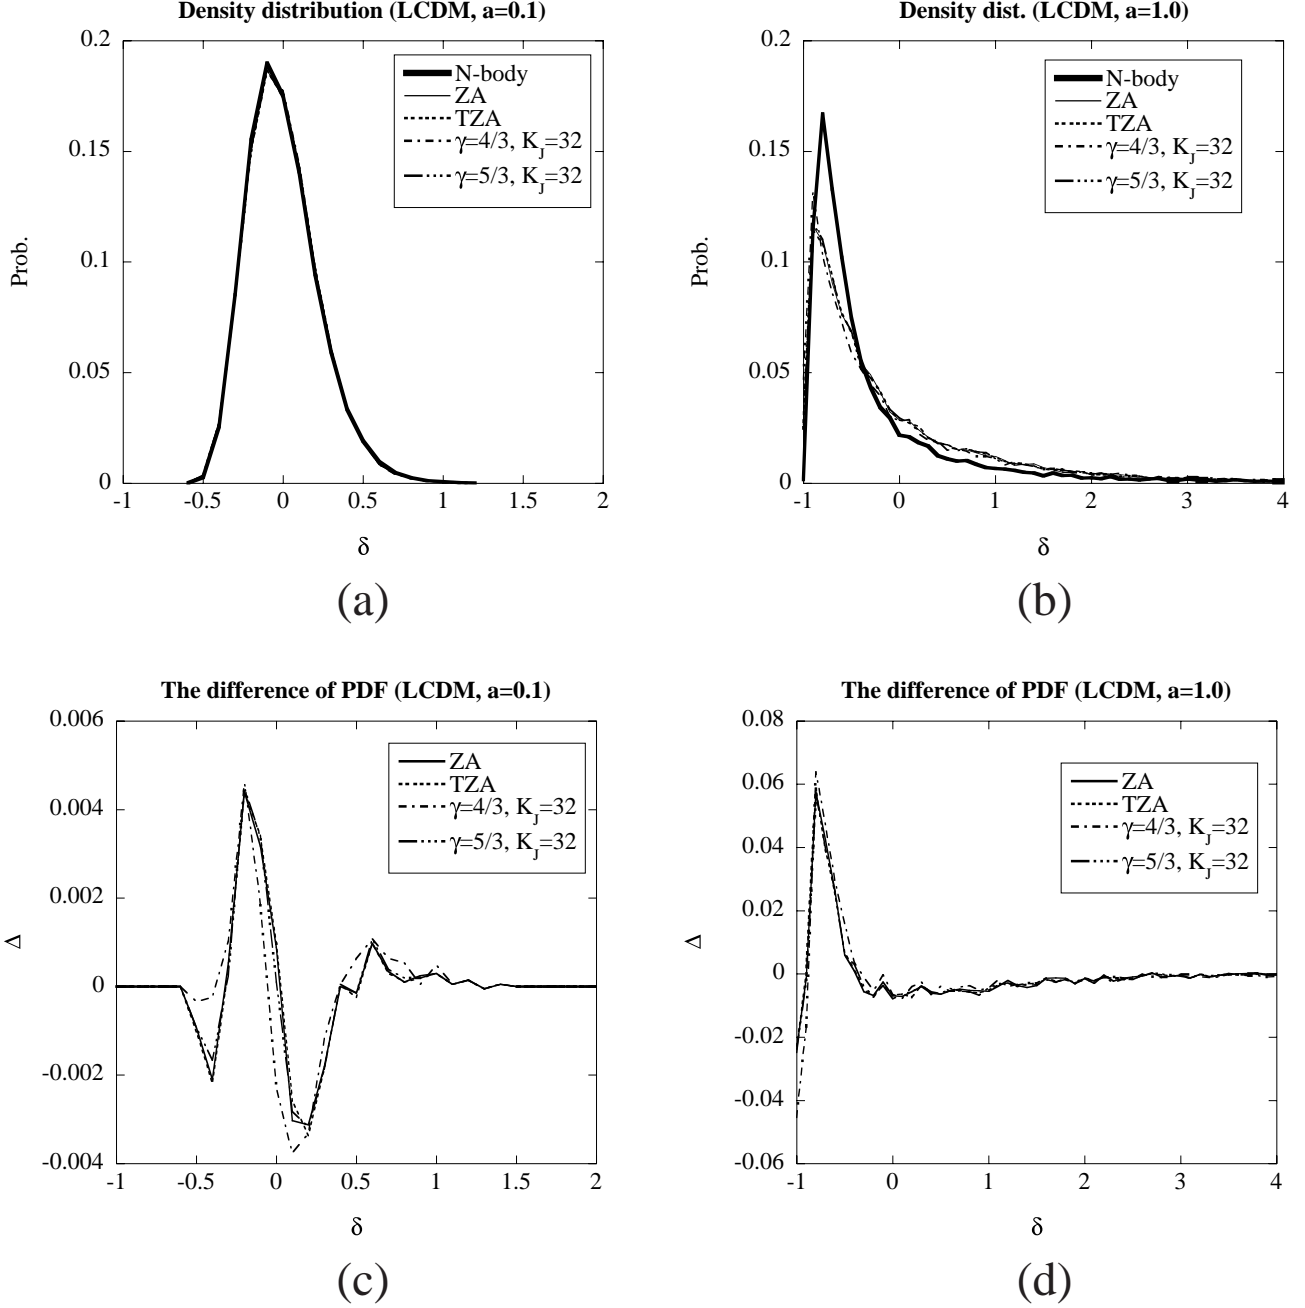 Density distribution (LCDM, a=0.1)
0.2
0.15
0.1
0.05
0
Prob.
-1 -0.5 0 0.5 1 1.5 2
δ
N-body
ZA
TZA
γ=4/3, K_J=32
γ=5/3, K_J=32
(a)
Density dist. (LCDM, a=1.0)
0.2
0.15
0.1
0.05
0
Prob.
-1 0 1 2 3 4
δ
N-body
ZA
TZA
γ=4/3, K_J=32
γ=5/3, K_J=32
(b)
The difference of PDF (LCDM, a=0.1)
0.006
0.004
0.002
0
-0.002
-0.004
Δ
-1 -0.5 0 0.5 1 1.5 2
δ
ZA
TZA
γ=4/3, K_J=32
γ=5/3, K_J=32
(c)
The difference of PDF (LCDM, a=1.0)
0.08
0.06
0.04
0.02
0
-0.02
-0.04
-0.06
Δ
-1 0 1 2 3 4
δ
ZA
TZA
γ=4/3, K_J=32
γ=5/3, K_J=32
(d)